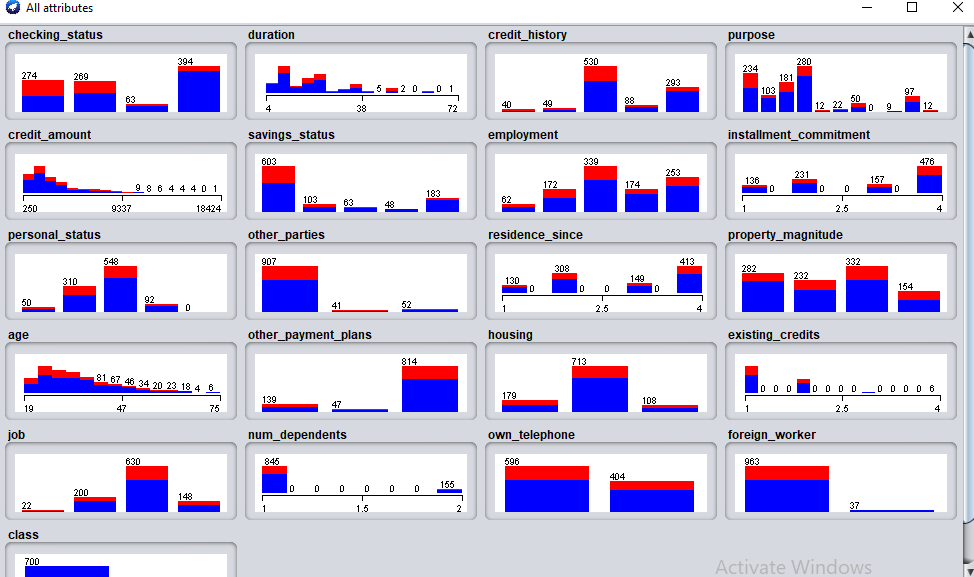 All attributes
checking_status duration credit_history purpose
274 269 63 394
5 2 0 0 1
4 38 72
40 49 530 88 293
234 103 181 280 12 22 50 0 9 97 12
credit_amount savings_status employment installment_commitment
9 8 6 4 4 4 0 1
250 9337 18424
603 103 63 48 183
62 172 339 174 253
136 0 231 0 0 157 0 476
1 2.5 4
personal_status other_parties residence_since property_magnitude
50 310 548 92 0
907 41 52
130 0 308 0 0 149 0 413
1 2.5 4
282 232 332 154
age other_payment_plans housing existing_credits
81 67 46 34 20 23 18 4 6
19 47 75
139 47 814
179 713 108
0 0 0 0 0 0 0 0 0 0 0 6
1 2.5 4
job num_dependents own_telephone foreign_worker
22 200 630 148
845 0 0 0 0 0 0 155
1 1.5 2
596 404
963 37
class
700
Activate Windows